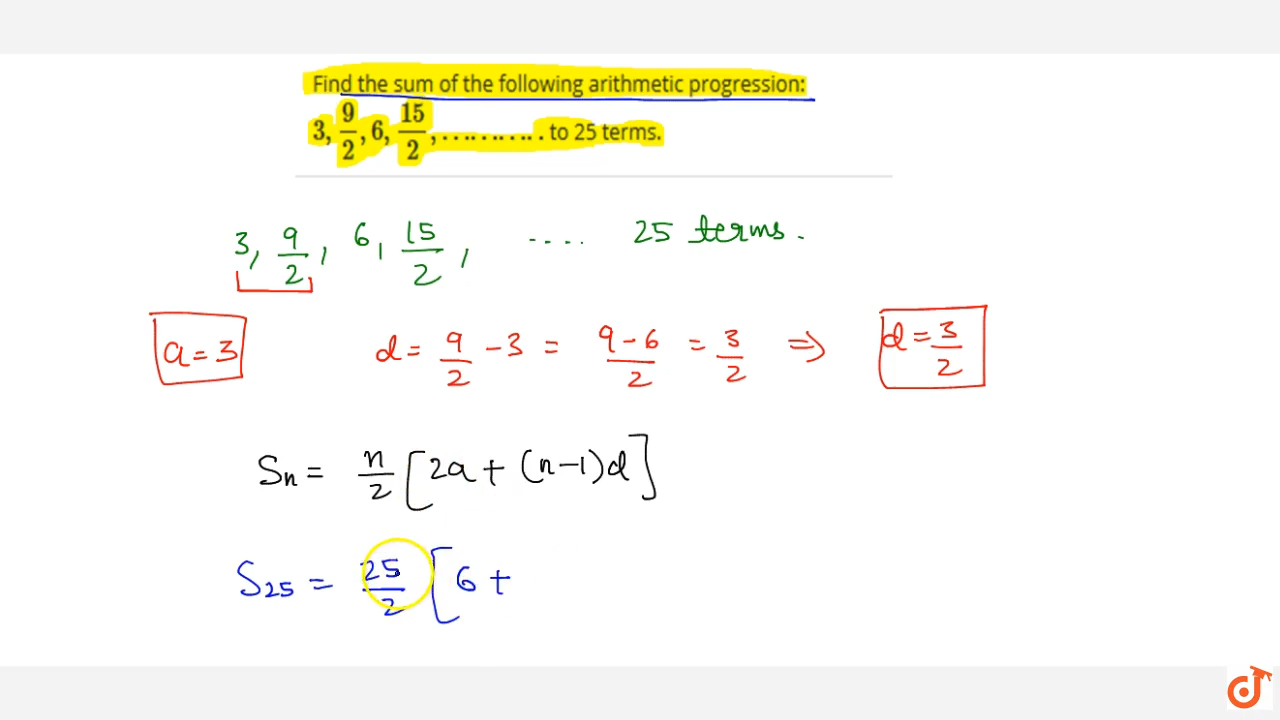 Find the sum of the following arithmetic progression:
3, 9/2, 6, 15/2, ............ to 25 terms.
3, 9/2, 6, 15/2, .... 25 terms.
a = 3 d = 9/2 - 3 = 9-6/2 = 3/2 ⇒ d = 3/2
Sn = n/2 [2a + (n-1)d]
S25 = 25/2 [6 +